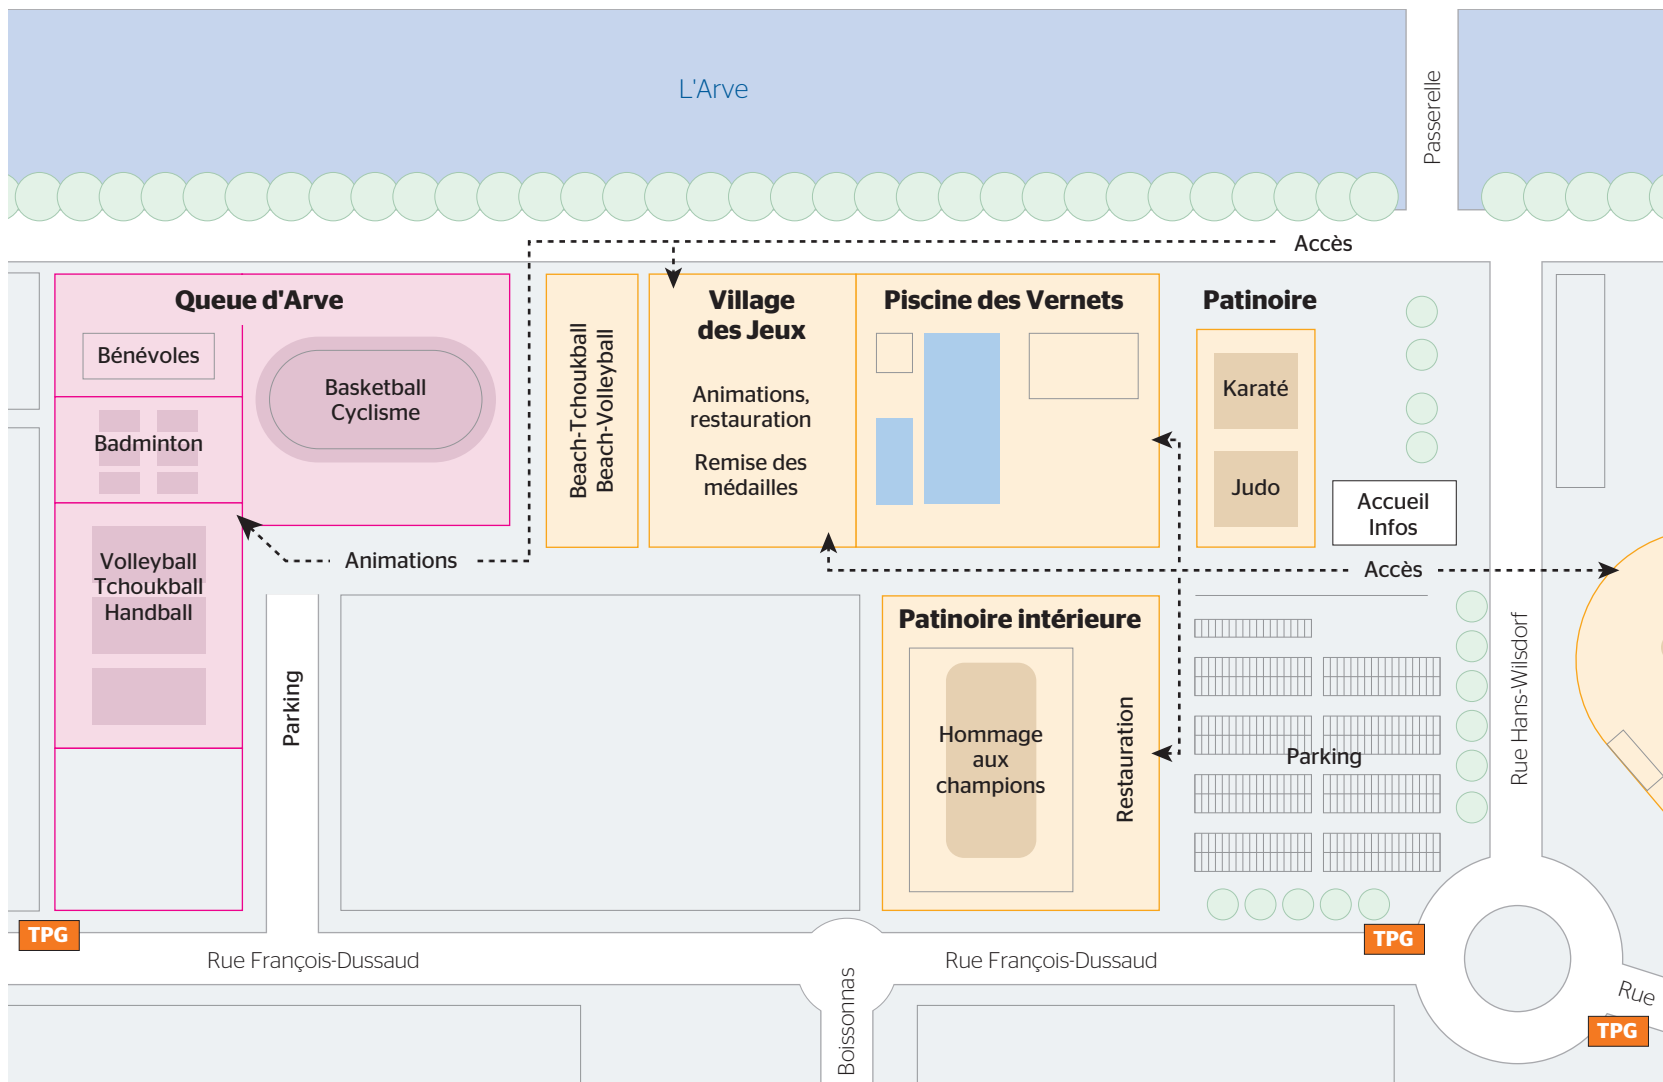 L'Arve
Passerelle
Accès
Queue d'Arve
Bénévoles
Basketball
Cyclisme
Badminton
Volleyball
Tchoukball
Handball
Animations
Parking
Beach-Tchoukball
Beach-Volleyball
Village
des Jeux
Animations,
restauration
Remise des
médailles
Piscine des Vernets
Patinoire
Karaté
Judo
Accueil
Infos
Accès
Patinoire intérieure
Hommage
aux
champions
Restauration
Parking
Rue Hans-Wilsdorf
TPG
Rue François-Dussaud
Rue François-Dussaud
TPG
Boissonnas
Rue
TPG